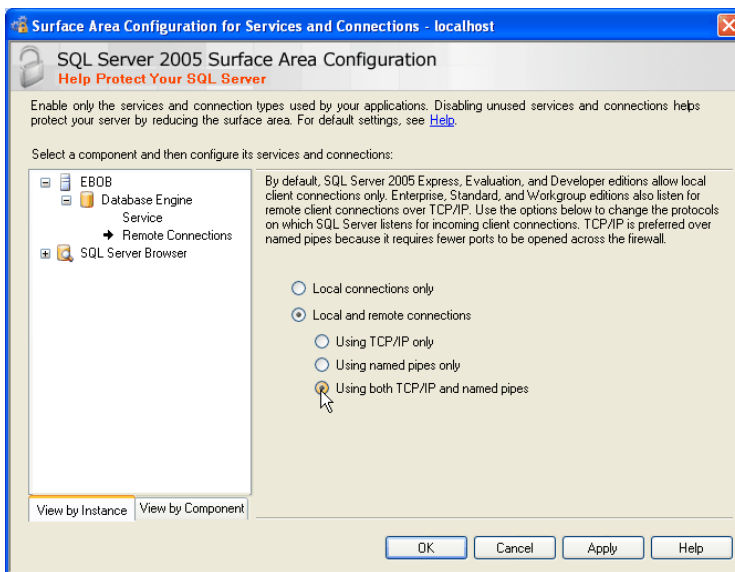 Surface Area Configuration for Services and Connections - localhost
SQL Server 2005 Surface Area Configuration
Help Protect Your SQL Server
Enable only the services and connection types used by your applications. Disabling unused services and connections helps
protect your server by reducing the surface area. For default settings, see Help.
Select a component and then configure its services and connections:
EBOB
Database Engine
Service
Remote Connections
SQL Server Browser
By default, SQL Server 2005 Express, Evaluation, and Developer editions allow local
client connections only. Enterprise, Standard, and Workgroup editions also listen for
remote client connections over TCP/IP. Use the options below to change the protocols
on which SQL Server listens for incoming client connections. TCP/IP is preferred over
named pipes because it requires fewer ports to be opened across the firewall.
Local connections only
Local and remote connections
Using TCP/IP only
Using named pipes only
Using both TCP/IP and named pipes
View by Instance View by Component
OK Cancel Apply Help